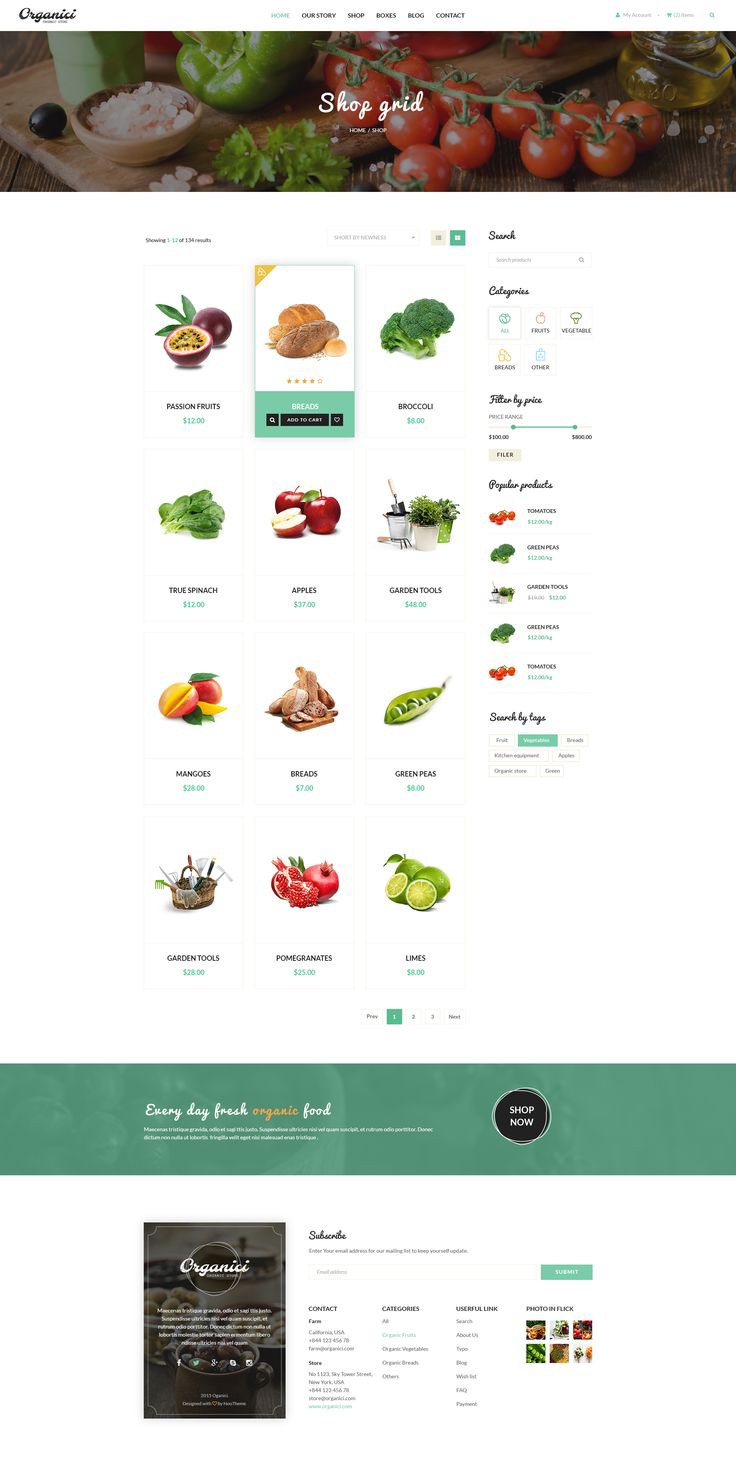 Organici
ORGANIC STORE
HOME OUR STORY SHOP BOXES BLOG CONTACT
My Account
(2) items
Shop grid
HOME / SHOP
Showing 1-12 of 134 results
SHORT BY NEWNESS
PASSION FRUITS
$12.00
BREADS
ADD TO CART
BROCCOLI
$8.00
TRUE SPINACH
$12.00
APPLES
$37.00
GARDEN TOOLS
$48.00
MANGOES
$28.00
BREADS
$7.00
GREEN PEAS
$8.00
GARDEN TOOLS
$28.00
POMEGRANATES
$25.00
LIMES
$8.00
Prev 1 2 3 Next
Search
Search products
Categories
ALL
FRUITS
VEGETABLE
BREADS
OTHER
Filter by price
PRICE RANGE
$100.00 $800.00
FILER
Popular products
TOMATOES
$12.00/kg
GREEN PEAS
$12.00/kg
GARDEN TOOLS
$19.00 $12.00
GREEN PEAS
$12.00/kg
TOMATOES
$12.00/kg
Search by tags
Fruit Vegetables Breads
Kitchen equipment Apples
Organic store Green
Every day fresh organic food
Maecenas tristique gravida, odio et sagi ttis justo. Suspendisse ultricies nisi vel quam suscipit, et rutrum odio porttitor. Donec
dictum non nulla ut lobortis fringilla velit eget nisi malesuad enas tristique .
SHOP
NOW
Organici
ORGANIC STORE
Maecenas tristique gravida, odio et sagi ttis justo.
Suspendisse ultricies nisi vel quam suscipit, et
rutrum odio porttitor. Donec dictum non nulla ut
lobortis molestie tortor sapien ermentum libero
ndisse ultricies nisi vel quam
2015 Oganici.
Designed with by NooTheme.
Subscribe
Enter Your email address for our mailing list to keep yourself update.
Email address
SUBMIT
CONTACT
Farm
California, USA
+844 123 456 78
farm@organici.com
Store
No 1123, Sky Tower Street,
New York, USA
+844 123 456 78
store@organici.com
www.organici.com
CATEGORIES
All
Organic Fruits
Organic Vegetables
Organic Breads
Others
USERFUL LINK
Search
About Us
Typo
Blog
Wish list
FAQ
Payment
PHOTO IN FLICK